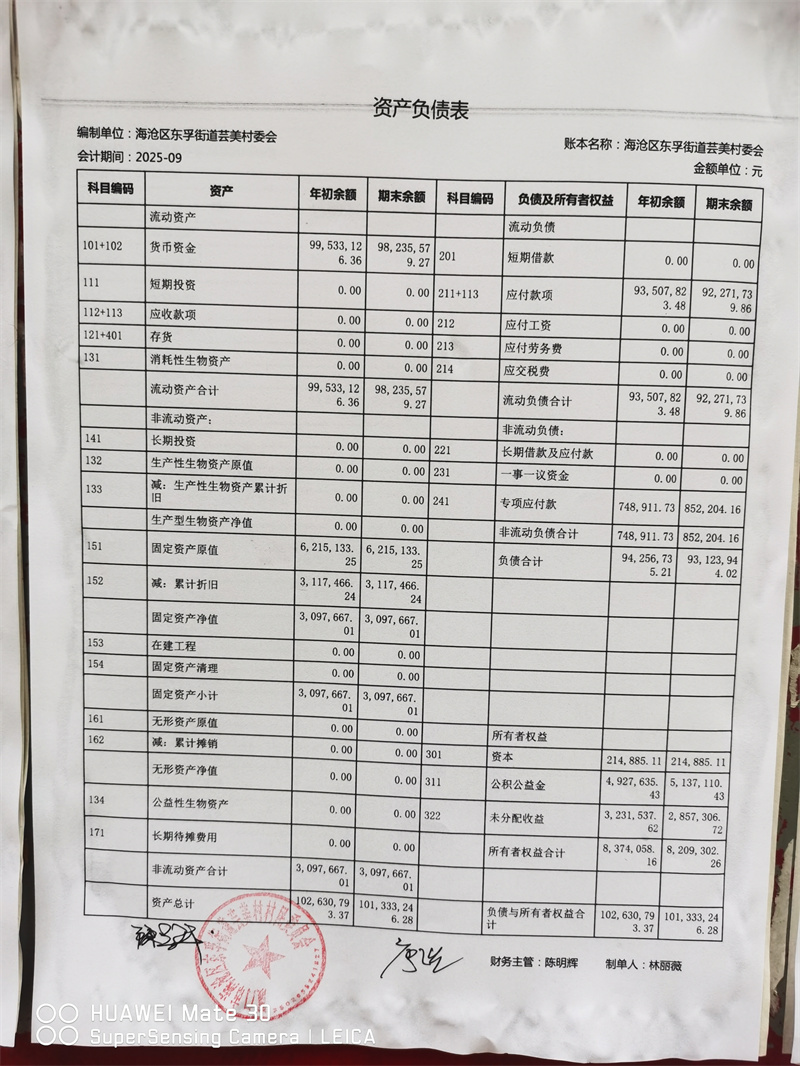 资产负债表
编制单位：海沧区东孚街道芸美村委会 账本名称：海沧区东孚街道芸美村委会
会计期间：2025-09 金额单位：元
科目编码 资产 年初余额 期末余额 科目编码 负债及所有者权益 年初余额 期末余额
流动资产 流动负债
101+102 货币资金 99,533,126.36 98,235,579.27 201 短期借款 0.00 0.00
111 短期投资 0.00 0.00 211+113 应付款项 93,507,823.48 92,271,739.86
112+113 应收款项 0.00 0.00 212 应付工资 0.00 0.00
121+401 存货 0.00 0.00 213 应付劳务费 0.00 0.00
131 消耗性生物资产 0.00 0.00 214 应交税费 0.00 0.00
流动资产合计 99,533,126.36 98,235,579.27 流动负债合计 93,507,823.48 92,271,739.86
非流动资产： 非流动负债：
141 长期投资 0.00 0.00 221 长期借款及应付款 0.00 0.00
132 生产性生物资产原值 0.00 0.00 231 一事一议资金 0.00 0.00
133 减：生产性生物资产累计折旧 0.00 0.00 241 专项应付款 748,911.73 852,204.16
生产型生物资产净值 0.00 0.00 非流动负债合计 748,911.73 852,204.16
151 固定资产原值 6,215,133.25 6,215,133.25 负债合计 94,256,735.21 93,123,944.02
152 减：累计折旧 3,117,466.24 3,117,466.24
固定资产净值 3,097,667.01 3,097,667.01
153 在建工程 0.00 0.00
154 固定资产清理 0.00 0.00
固定资产小计 3,097,667.01 3,097,667.01
161 无形资产原值 0.00 0.00 所有者权益
162 减：累计摊销 0.00 0.00 301 资本 214,885.11 214,885.11
无形资产净值 0.00 0.00 311 公积公益金 4,927,635.43 5,137,110.43
134 公益性生物资产 0.00 0.00 322 未分配收益 3,231,537.62 2,857,306.72
171 长期待摊费用 0.00 0.00 所有者权益合计 8,374,058.16 8,209,302.26
非流动资产合计 3,097,667.01 3,097,667.01
资产总计 102,630,793.37 101,333,246.28 负债与所有者权益合计 102,630,793.37 101,333,246.28
财务主管：陈明辉 制单人：林丽薇
HUAWEI Mate 30
SuperSensing Camera | LEICA